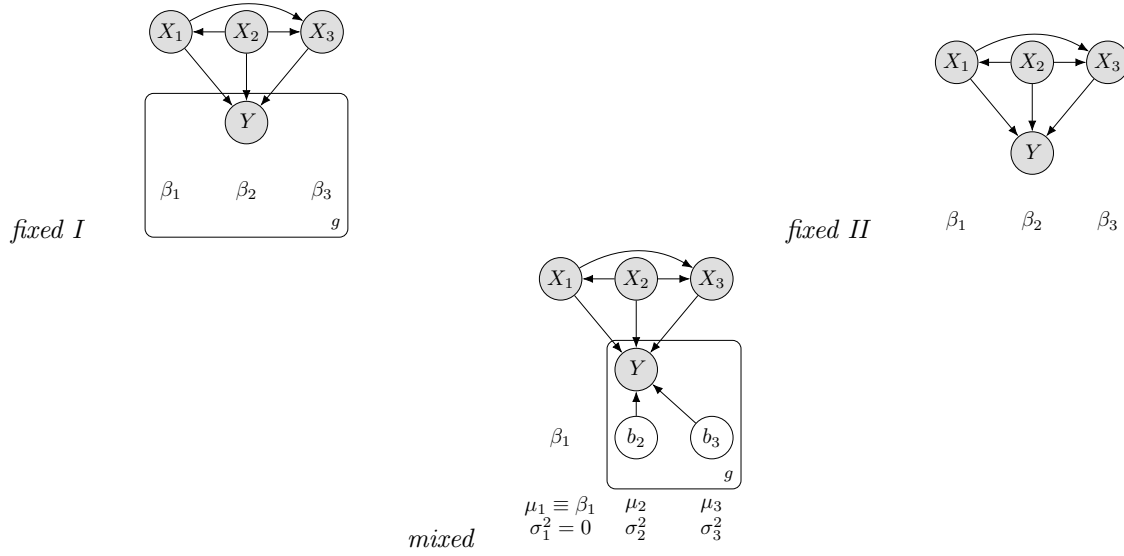 X₁ X₂ X₃
Y
β₁ β₂ β₃
g
fixed I
X₁ X₂ X₃
Y
β₁ β₂ β₃
fixed II
X₁ X₂ X₃
Y
β₁ b₂ b₃
g
μ₁ ≡ β₁ μ₂ μ₃
σ₁² = 0 σ₂² σ₃²
mixed